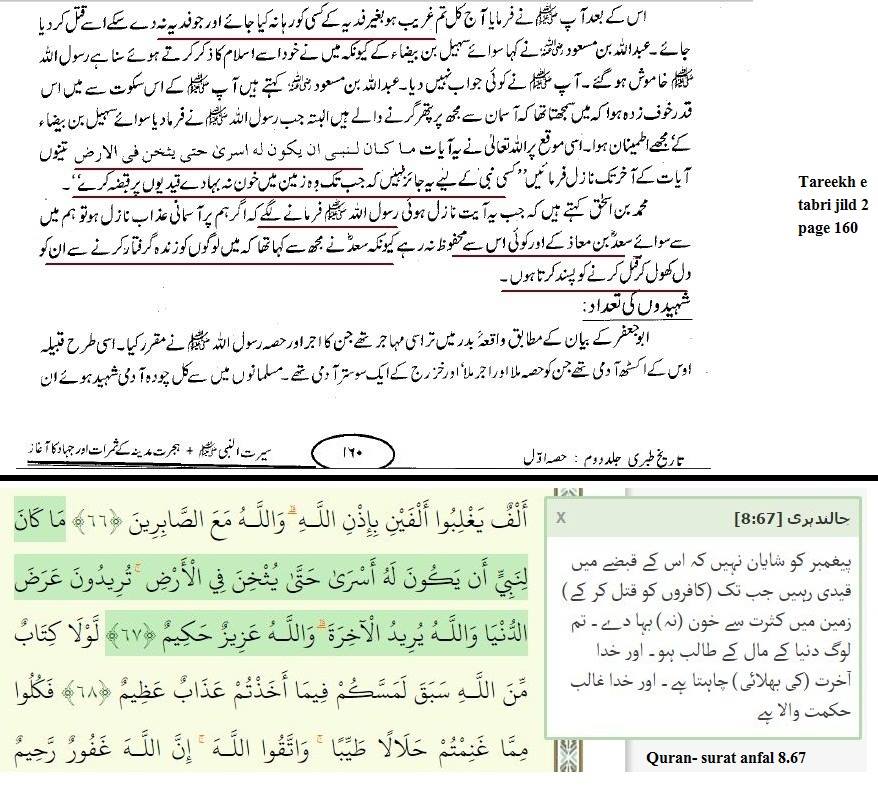 اس کے بعد آپ ﷺ نے فرمایا آج کل تم غریب ہو بغیر فدیہ کے کسی کو رہا نہ کیا جائے اور جو فدیہ نہ دے سکے اسے قتل کر دیا
جائے۔ عبداللہ بن مسعود رضی اللہ عنہ نے کہا سوائے سہیل بن بیضاء کے کیونکہ میں نے خود اسے اسلام کا ذکر کرتے ہوئے سنا ہے رسول اللہ
ﷺ خاموش ہو گئے۔ آپ ﷺ نے کوئی جواب نہیں دیا۔ عبداللہ بن مسعود رضی اللہ عنہ کہتے ہیں آپ ﷺ کے اس سکوت سے میں اس
قدر خوف زدہ ہوا کہ میں سمجھتا تھا کہ آسمان سے مجھ پر پتھر گرنے والے ہیں البتہ جب رسول اللہ ﷺ نے فرما دیا سوائے سہیل بن بیضاء
کے‘ مجھے اطمینان ہوا۔ اسی موقع پر اللہ تعالیٰ نے یہ آیات ما کان لنبی ان یکون لہ اسریٰ حتی یثخن فی الارض تینوں
آیات کے آخر تک نازل فرمائیں ’’کسی نبی کے لیے یہ جائز نہیں کہ جب تک وہ زمین میں خون نہ بہا دے قیدیوں پر قبضہ کرے‘‘۔
محمد بن اسحٰق کہتے ہیں کہ جب یہ آیت نازل ہوئی رسول اللہ ﷺ فرمانے لگے کہ اگر ہم پر آسمانی عذاب نازل ہو تو ہم میں
سے سوائے سعد بن معاذ کے اور کوئی اس سے محفوظ نہ رہے کیونکہ سعد نے مجھ سے کہا تھا کہ میں لوگوں کو زندہ گرفتار کرنے سے ان کو
دل کھول کر قتل کرنے کو پسند کرتا ہوں۔
شہیدوں کی تعداد:
ابو جعفر کے بیان کے مطابق واقعۂ بدر میں تراسی مہاجر تھے جن کا اجر اور حصہ رسول اللہ ﷺ نے مقرر کیا۔ اسی طرح قبیلہ
اوس کے اکسٹھ آدمی تھے جن کو حصہ ملا اور اجر ملا‘ اور خزرج کے ایک سو ستر آدمی تھے۔ مسلمانوں میں سے کل چودہ آدمی شہید ہوئے ان
تاریخ طبری جلد دوم : حصہ اوّل
۱۶۰
سیرت النبی ﷺ + ہجرت مدینہ کے ثمرات اور جہاد کا آغاز
Tareekh e
tabri jild 2
page 160
أَلْفٌ يَغْلِبُوا أَلْفَيْنِ بِإِذْنِ اللَّـهِ ۗ وَاللَّـهُ مَعَ الصَّابِرِينَ ﴿٦٦﴾ مَا كَانَ
لِنَبِيٍّ أَن يَكُونَ لَهُ أَسْرَىٰ حَتَّىٰ يُثْخِنَ فِي الْأَرْضِ ۚ تُرِيدُونَ عَرَضَ
الدُّنْيَا وَاللَّـهُ يُرِيدُ الْآخِرَةَ ۗ وَاللَّـهُ عَزِيزٌ حَكِيمٌ ﴿٦٧﴾ لَّوْلَا كِتَابٌ
مِّنَ اللَّـهِ سَبَقَ لَمَسَّكُمْ فِيمَا أَخَذْتُمْ عَذَابٌ عَظِيمٌ ﴿٦٨﴾ فَكُلُوا
مِمَّا غَنِمْتُمْ حَلَالًا طَيِّبًا ۚ وَاتَّقُوا اللَّـهَ ۚ إِنَّ اللَّـهَ غَفُورٌ رَّحِيمٌ
جالندہری [8:67] X
پیغمبر کو شایان نہیں کہ اس کے قبضے میں
قیدی رہیں جب تک (کافروں کو قتل کر کے)
زمین میں کثرت سے خون (نہ) بہا دے۔ تم
لوگ دنیا کے مال کے طالب ہو۔ اور خدا
آخرت (کی بھلائی) چاہتا ہے۔ اور خدا غالب
حکمت والا ہے
Quran- surat anfal 8.67